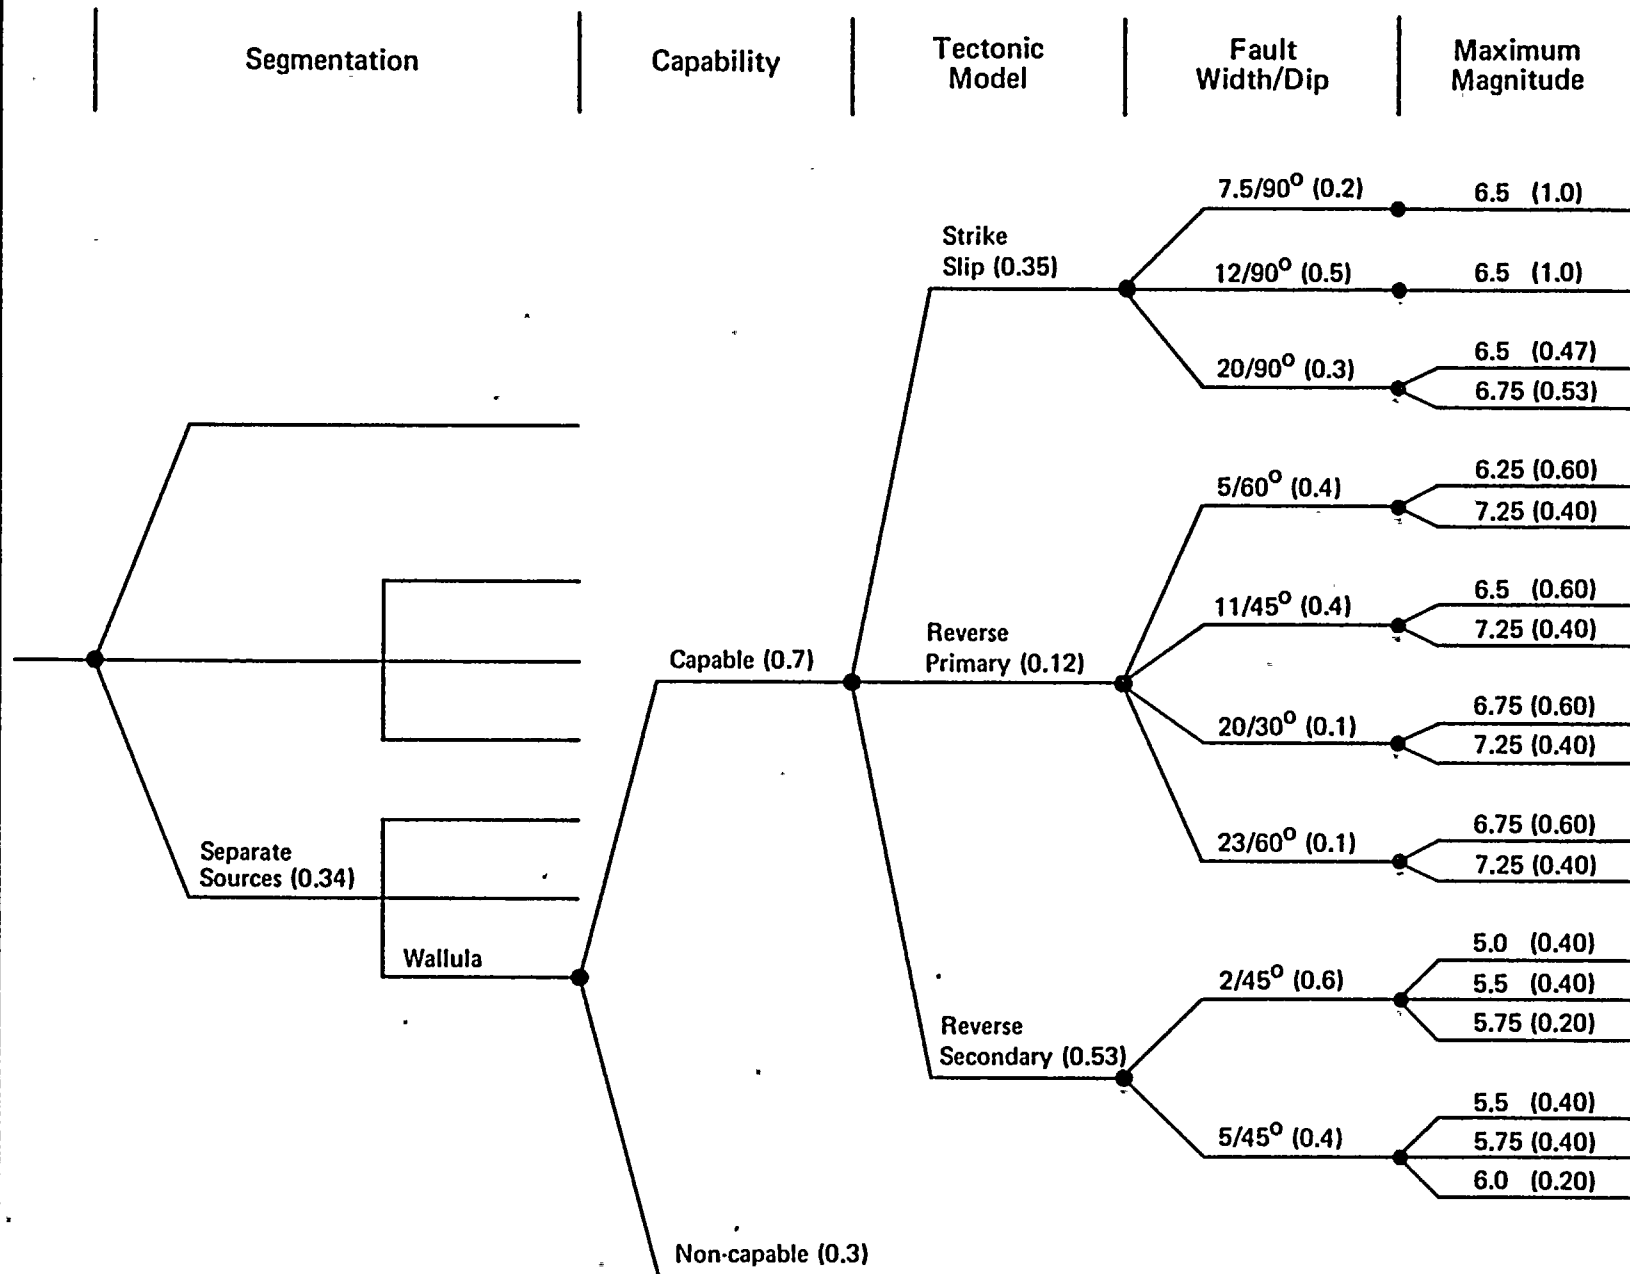 Segmentation
Capability
Tectonic
Model
Fault
Width/Dip
Maximum
Magnitude
7.5/90° (0.2)
6.5 (1.0)
Strike
Slip (0.35)
12/90° (0.5)
6.5 (1.0)
20/90° (0.3)
6.5 (0.47)
6.75 (0.53)
5/60° (0.4)
6.25 (0.60)
7.25 (0.40)
11/45° (0.4)
6.5 (0.60)
7.25 (0.40)
Capable (0.7)
Reverse
Primary (0.12)
20/30° (0.1)
6.75 (0.60)
7.25 (0.40)
23/60° (0.1)
6.75 (0.60)
7.25 (0.40)
Separate
Sources (0.34)
Wallula
2/45° (0.6)
5.0 (0.40)
5.5 (0.40)
5.75 (0.20)
Reverse
Secondary (0.53)
5/45° (0.4)
5.5 (0.40)
5.75 (0.40)
6.0 (0.20)
Non-capable (0.3)